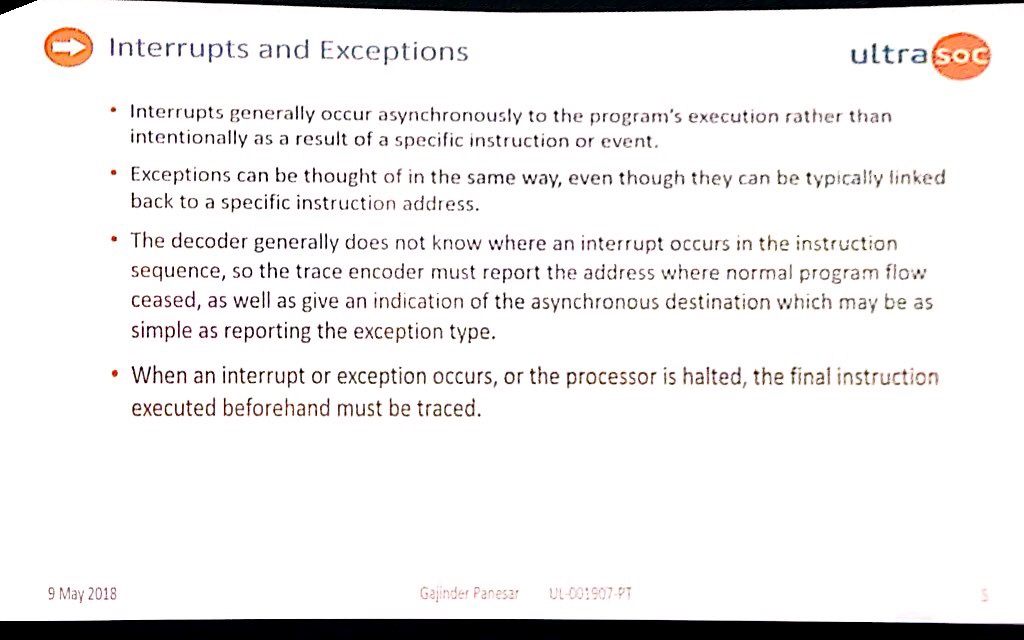 Interrupts and Exceptions
ultrasoc
• Interrupts generally occur asynchronously to the program's execution rather than
intentionally as a result of a specific instruction or event.
• Exceptions can be thought of in the same way, even though they can be typically linked
back to a specific instruction address.
• The decoder generally does not know where an interrupt occurs in the instruction
sequence, so the trace encoder must report the address where normal program flow
ceased, as well as give an indication of the asynchronous destination which may be as
simple as reporting the exception type.
• When an interrupt or exception occurs, or the processor is halted, the final instruction
executed beforehand must be traced.
9 May 2018 Gajinder Panesar UL-001907-PT 5